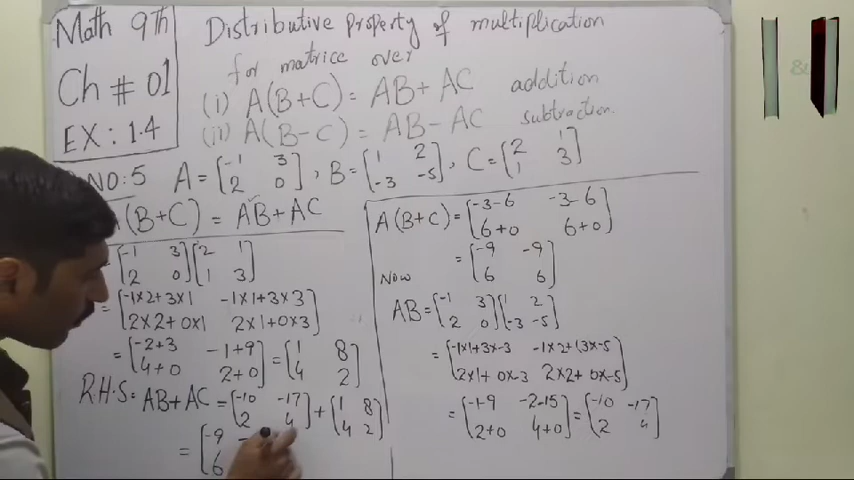 Math 9th
Ch # 01
EX : 1.4
Distributive property of multiplication
for matrice over
(i) A(B+C) = AB + AC addition
(ii) A(B-C) = AB - AC subtraction.
NO: 5 A = [-1 3 / 2 0], B = [1 2 / -3 -5], C = [2 1 / 1 3]
A(B+C) = AB + AC
= [-1 3 / 2 0][2 1 / 1 3]
= [-1×2+3×1 -1×1+3×3 / 2×2+0×1 2×1+0×3]
= [-2+3 -1+9 / 4+0 2+0] = [1 8 / 4 2]
R.H.S = AB + AC = [-10 -17 / 2 4] + [1 8 / 4 2]
= [-9 / 6
A(B+C) = [-3-6 -3-6 / 6+0 6+0]
= [-9 -9 / 6 6]
Now
AB = [-1 3 / 2 0][1 2 / -3 -5]
= [-1×1+3×-3 -1×2+(3×-5 / 2×1+0×-3 2×2+0×-5]
= [-1-9 -2-15 / 2+0 4+0] = [-10 -17 / 2 4]